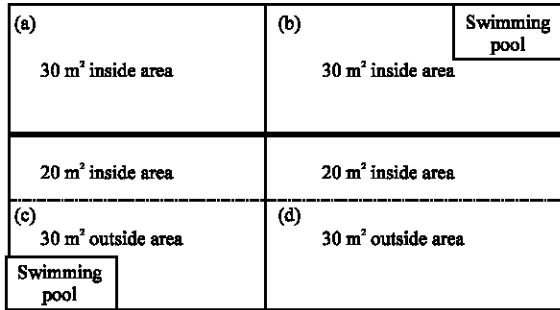 (a)
30 m² inside area
(b)
Swimming
pool
30 m² inside area
20 m² inside area
20 m² inside area
(c)
30 m² outside area
Swimming
pool
(d)
30 m² outside area